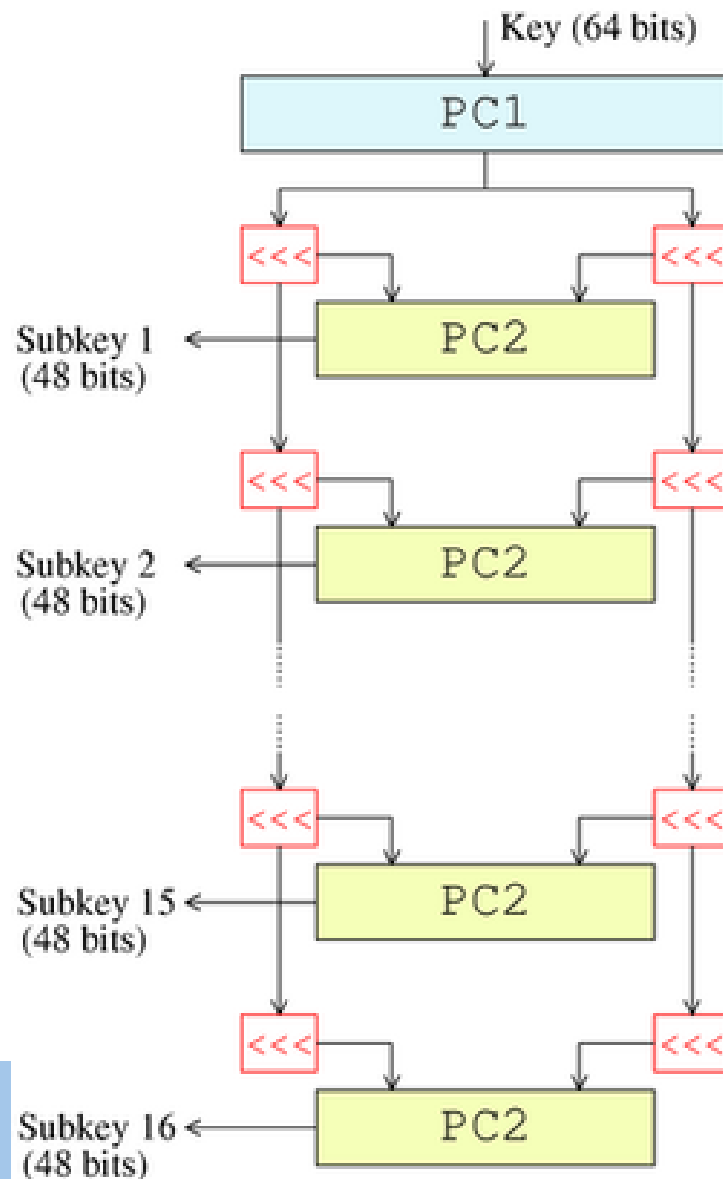 Key (64 bits)
PC1
<<< <<<
PC2
Subkey 1
(48 bits)
<<< <<<
PC2
Subkey 2
(48 bits)
<<< <<<
PC2
Subkey 15
(48 bits)
<<< <<<
PC2
Subkey 16
(48 bits)